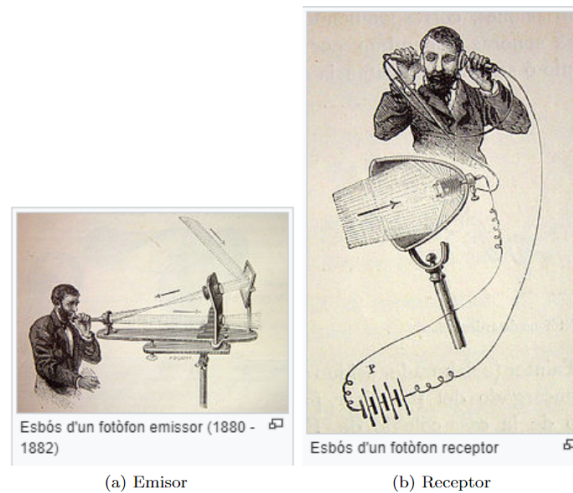 P
Esbós d'un fotòfon emissor (1880 -
1882)
Esbós d'un fotòfon receptor
(a) Emisor
(b) Receptor